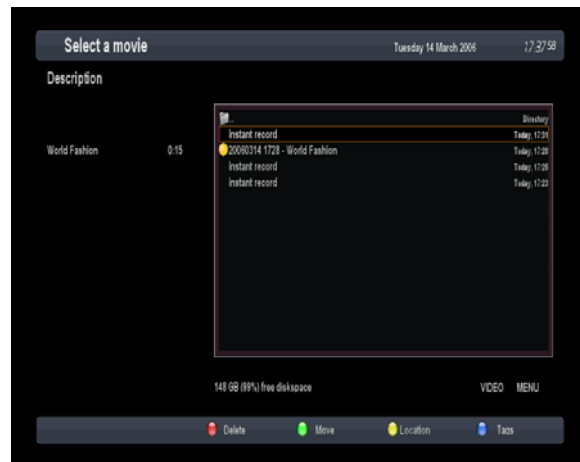 Select a movie Tuesday 14 March 2006 17:37:58
Description
.. Directory
Instant record Today, 17:31
World Fashion 0:15
20060314 1728 - World Fashion Today, 17:28
Instant record Today, 17:25
Instant record Today, 17:23
148 GB (99%) free diskspace VIDEO MENU
Delete Move Location Tags